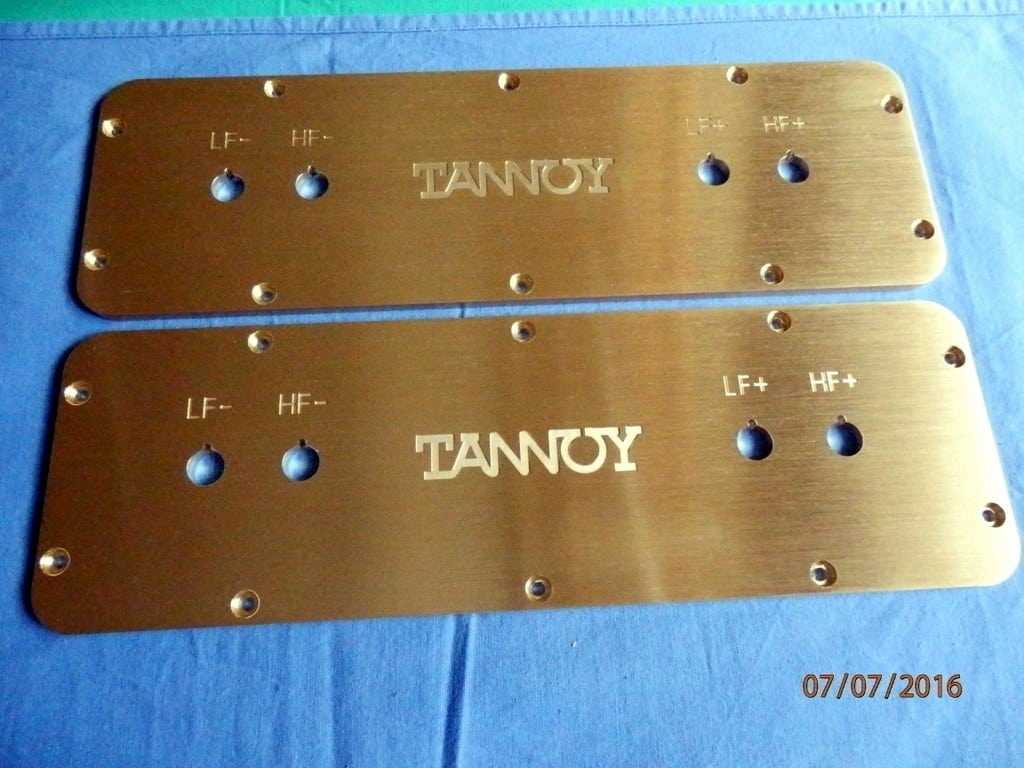 LF- HF- TANNOY LF+ HF+
LF- HF- TANNOY LF+ HF+
07/07/2016